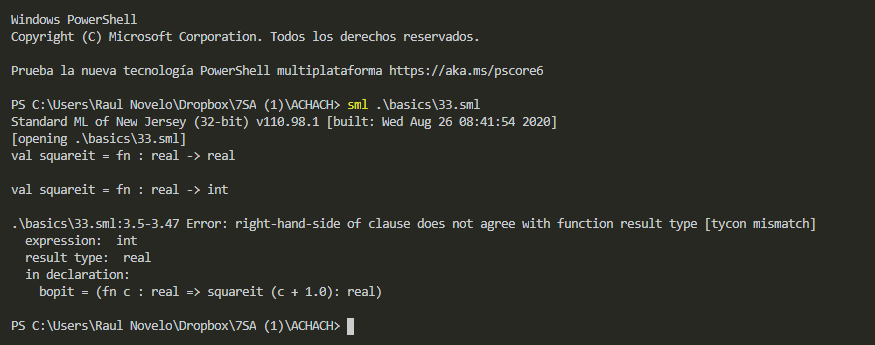 Windows PowerShell
Copyright (C) Microsoft Corporation. Todos los derechos reservados.
Prueba la nueva tecnología PowerShell multiplataforma https://aka.ms/pscore6
PS C:\Users\Raul Novelo\Dropbox\7SA (1)\ACHACH> sml .\basics\33.sml
Standard ML of New Jersey (32-bit) v110.98.1 [built: Wed Aug 26 08:41:54 2020]
[opening .\basics\33.sml]
val squareit = fn : real -> real
val squareit = fn : real -> int
.\basics\33.sml:3.5-3.47 Error: right-hand-side of clause does not agree with function result type [tycon mismatch]
  expression:  int
  result type:  real
  in declaration:
    bopit = (fn c : real => squareit (c + 1.0): real)
PS C:\Users\Raul Novelo\Dropbox\7SA (1)\ACHACH>